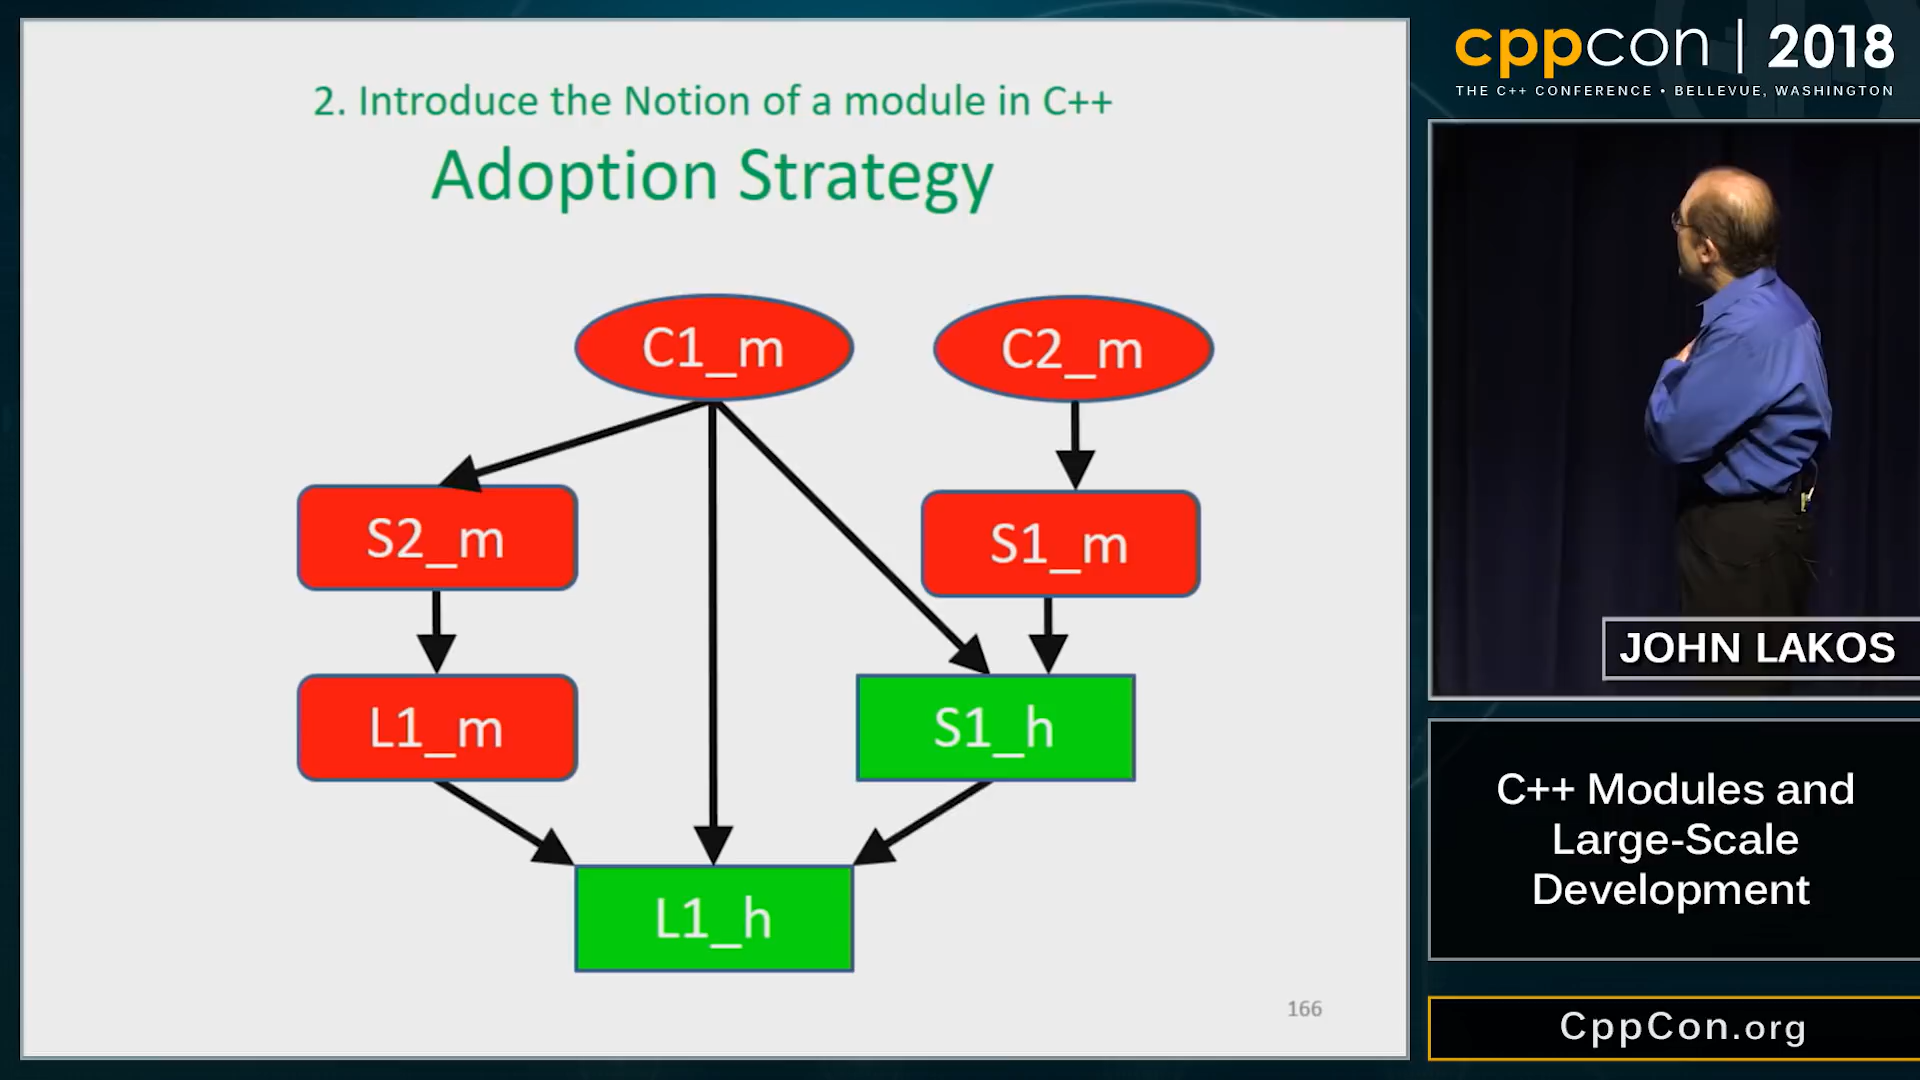 2. Introduce the Notion of a module in C++
Adoption Strategy
C1_m
C2_m
S2_m
S1_m
L1_m
S1_h
L1_h
166
cppcon | 2018
THE C++ CONFERENCE • BELLEVUE, WASHINGTON
JOHN LAKOS
C++ Modules and
Large-Scale
Development
CppCon.org